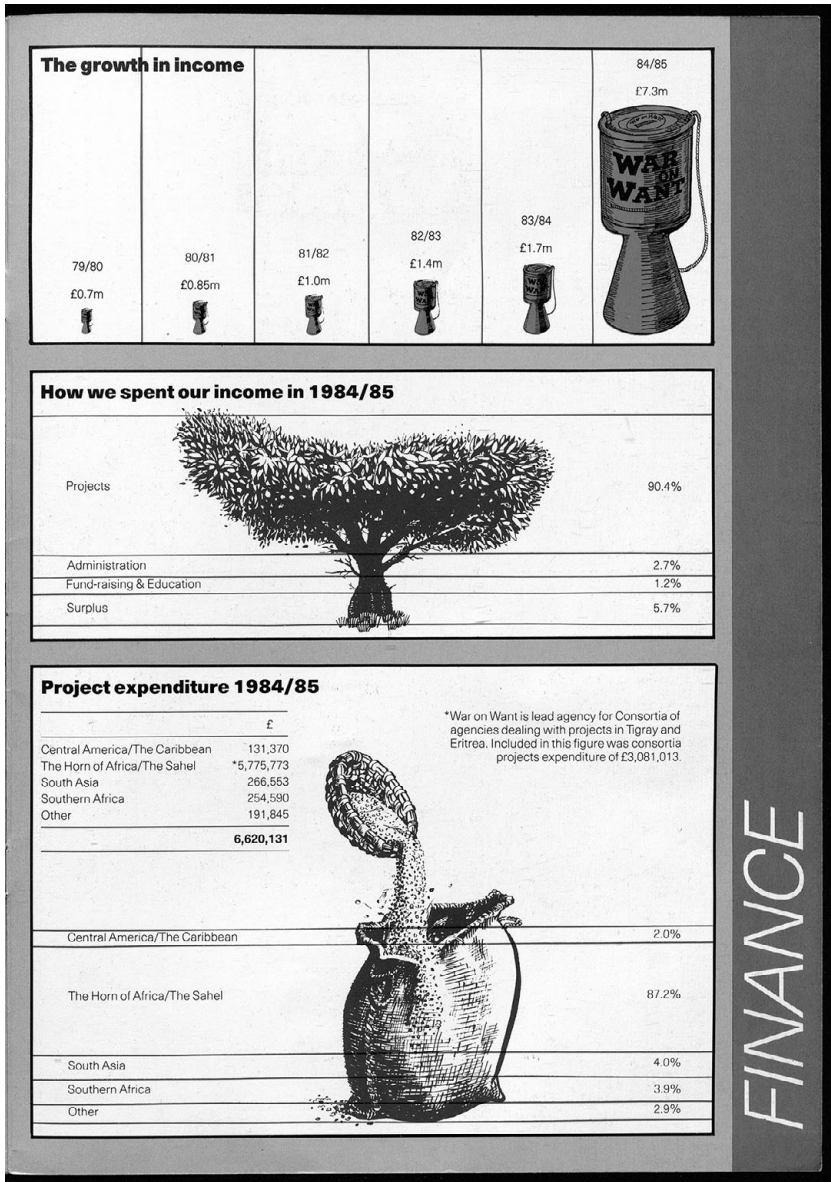 The growth in income
79/80
£0.7m
80/81
£0.85m
81/82
£1.0m
82/83
£1.4m
83/84
£1.7m
84/85
£7.3m
WAR
ON
WANT
How we spent our income in 1984/85
Projects 90.4%
Administration 2.7%
Fund-raising & Education 1.2%
Surplus 5.7%
Project expenditure 1984/85
£
Central America/The Caribbean 131,370
The Horn of Africa/The Sahel *5,775,773
South Asia 266,553
Southern Africa 254,590
Other 191,845
6,620,131
*War on Want is lead agency for Consortia of
agencies dealing with projects in Tigray and
Eritrea. Included in this figure was consortia
projects expenditure of £3,081,013.
Central America/The Caribbean 2.0%
The Horn of Africa/The Sahel 87.2%
South Asia 4.0%
Southern Africa 3.9%
Other 2.9%
FINANCE